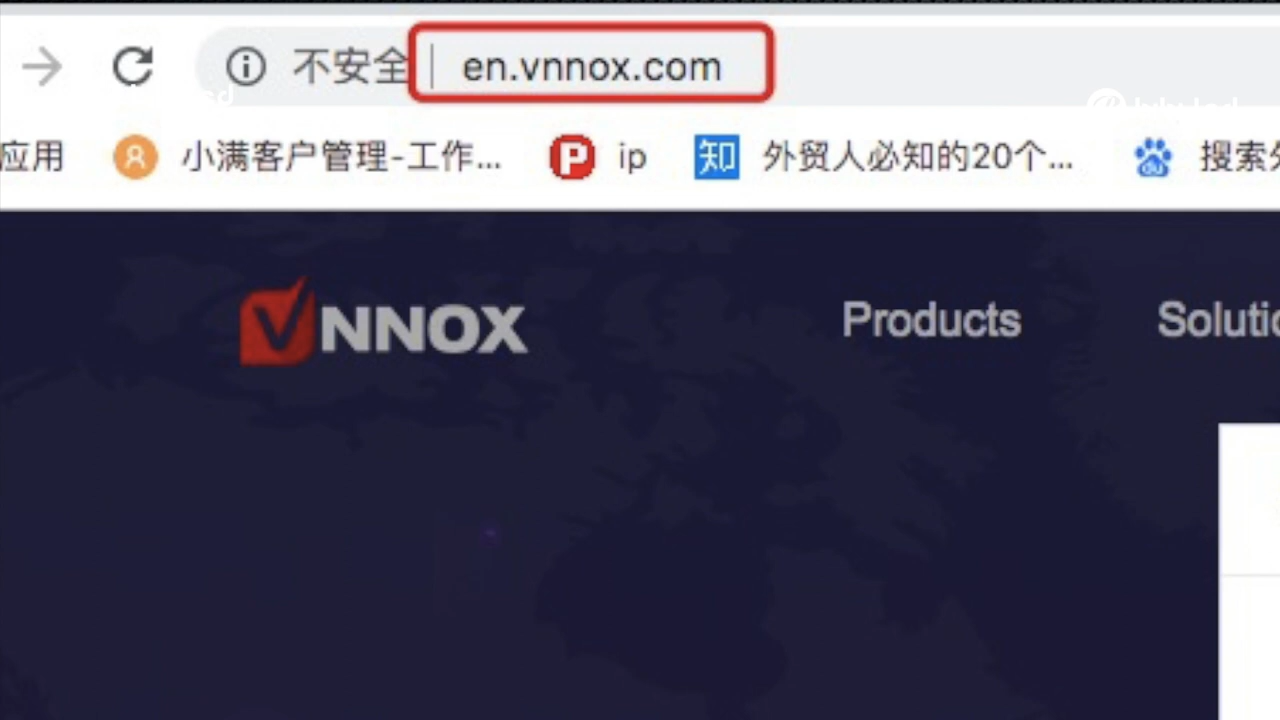 不安全 | en.vnnox.com
应用 小满客户管理-工作... ip 知 外贸人必知的20个... du 搜索
VNNOX Products